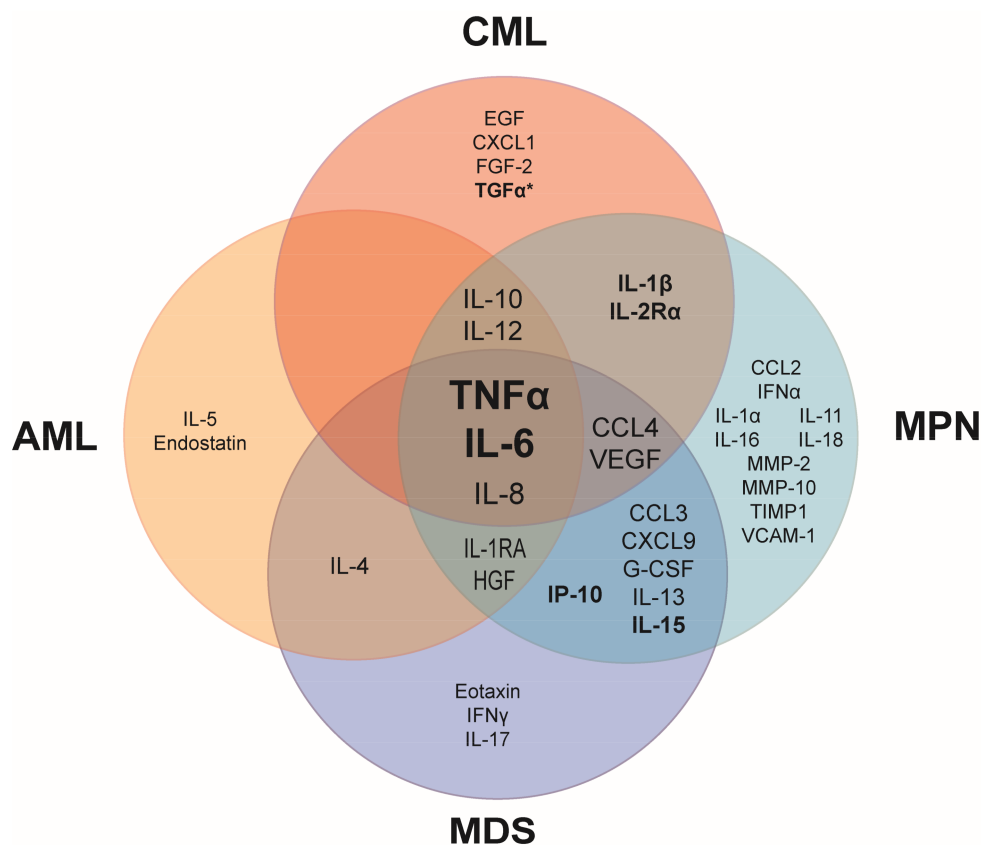 CML
EGF
CXCL1
FGF-2
TGFα*
IL-10
IL-12
IL-1β
IL-2Rα
AML
IL-5
Endostatin
TNFα
IL-6
IL-8
CCL4
VEGF
MPN
CCL2
IFNα
IL-1α IL-11
IL-16 IL-18
MMP-2
MMP-10
TIMP1
VCAM-1
IL-4
IL-1RA
HGF
IP-10
CCL3
CXCL9
G-CSF
IL-13
IL-15
Eotaxin
IFNγ
IL-17
MDS